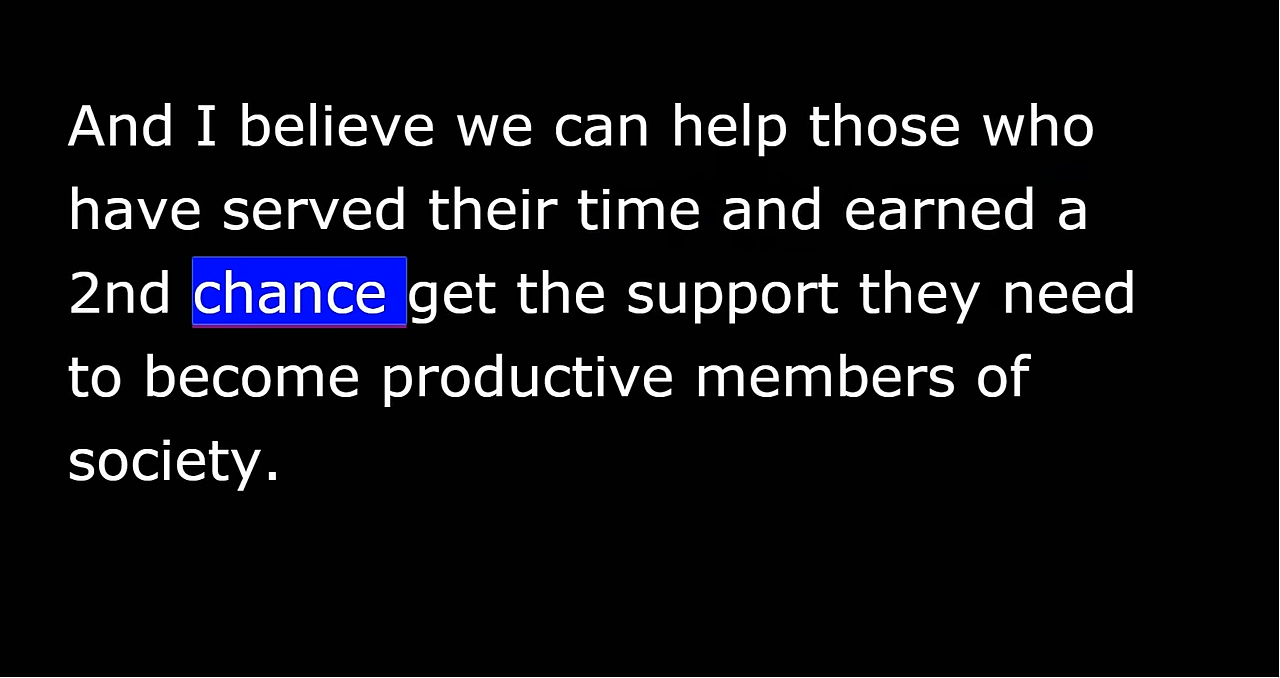 And I believe we can help those who
have served their time and earned a
2nd chance get the support they need
to become productive members of
society.